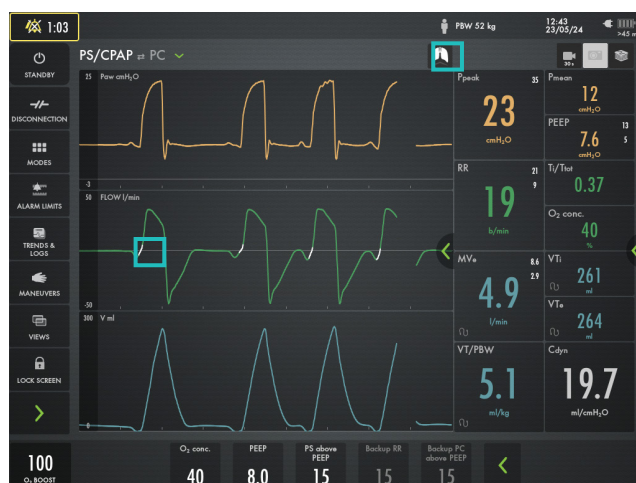 1:03
PBW 52 kg
12:43
23/05/24
>45 m
STANDBY
DISCONNECTION
MODES
ALARM LIMITS
TRENDS &
LOGS
MANEUVERS
VIEWS
LOCK SCREEN
PS/CPAP ⇄ PC
25 Paw cmH₂O
-3
50 FLOW l/min
-50
300 V ml
0
30 s
Ppeak 35
23
cmH₂O
Pmean
12
cmH₂O
PEEP 13
5
7.6
cmH₂O
RR 21
9
19
b/min
Ti/Ttot
0.37
O₂ conc.
40
%
MVe 8.6
2.9
4.9
l/min
VTi
261
ml
VTe
264
ml
VT/PBW
5.1
ml/kg
Cdyn
19.7
ml/cmH₂O
100
O₂ BOOST
O₂ conc.
40
PEEP
8.0
PS above
PEEP
15
Backup RR
15
Backup PC
above PEEP
15